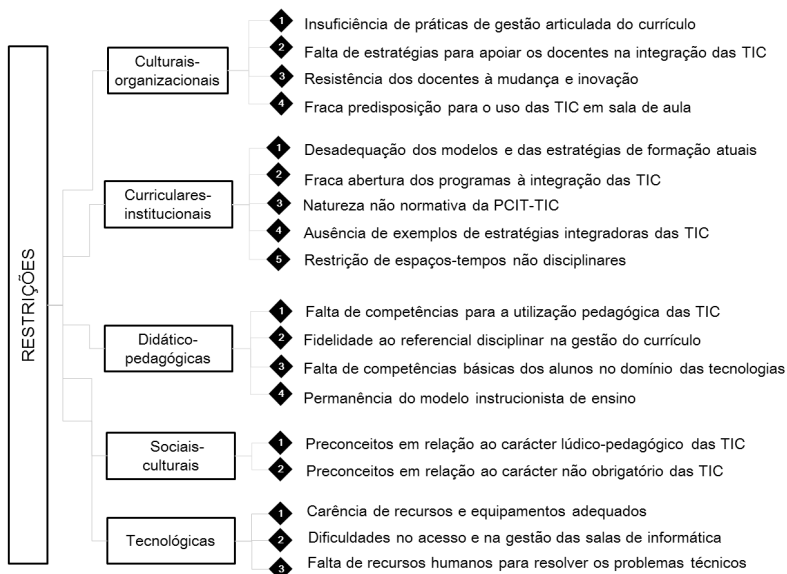 RESTRIÇÕES
Culturais-
organizacionais
1 Insuficiência de práticas de gestão articulada do currículo
2 Falta de estratégias para apoiar os docentes na integração das TIC
3 Resistência dos docentes à mudança e inovação
4 Fraca predisposição para o uso das TIC em sala de aula
Curriculares-
institucionais
1 Desadequação dos modelos e das estratégias de formação atuais
2 Fraca abertura dos programas à integração das TIC
3 Natureza não normativa da PCIT-TIC
4 Ausência de exemplos de estratégias integradoras das TIC
5 Restrição de espaços-tempos não disciplinares
Didático-
pedagógicas
1 Falta de competências para a utilização pedagógica das TIC
2 Fidelidade ao referencial disciplinar na gestão do currículo
3 Falta de competências básicas dos alunos no domínio das tecnologias
4 Permanência do modelo instrucionista de ensino
Sociais-
culturais
1 Preconceitos em relação ao carácter lúdico-pedagógico das TIC
2 Preconceitos em relação ao carácter não obrigatório das TIC
Tecnológicas
1 Carência de recursos e equipamentos adequados
2 Dificuldades no acesso e na gestão das salas de informática
3 Falta de recursos humanos para resolver os problemas técnicos